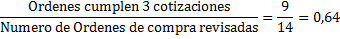 Ordenes cumplen 3 cotizaciones
Numero de Ordenes de compra revisadas
= 9
14
= 0,64